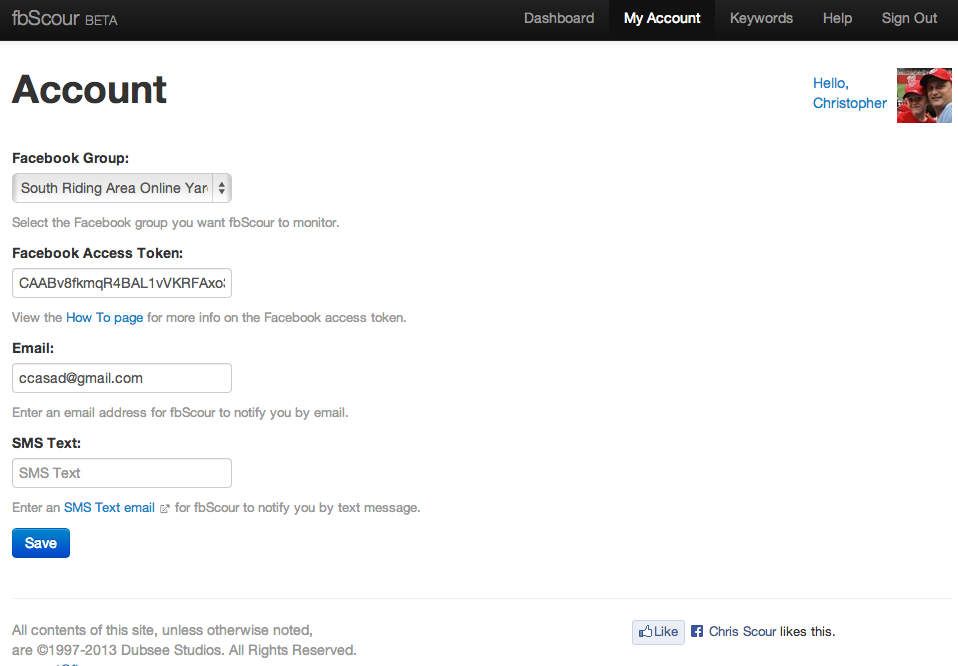 fbScour BETA
Dashboard My Account Keywords Help Sign Out
Account
Hello,
Christopher
Facebook Group:
South Riding Area Online Yar
Select the Facebook group you want fbScour to monitor.
Facebook Access Token:
CAABv8fkmqR4BAL1vVKRFAxo
View the How To page for more info on the Facebook access token.
Email:
ccasad@gmail.com
Enter an email address for fbScour to notify you by email.
SMS Text:
SMS Text
Enter an SMS Text email for fbScour to notify you by text message.
Save
All contents of this site, unless otherwise noted,
are ©1997-2013 Dubsee Studios. All Rights Reserved.
Like Chris Scour likes this.